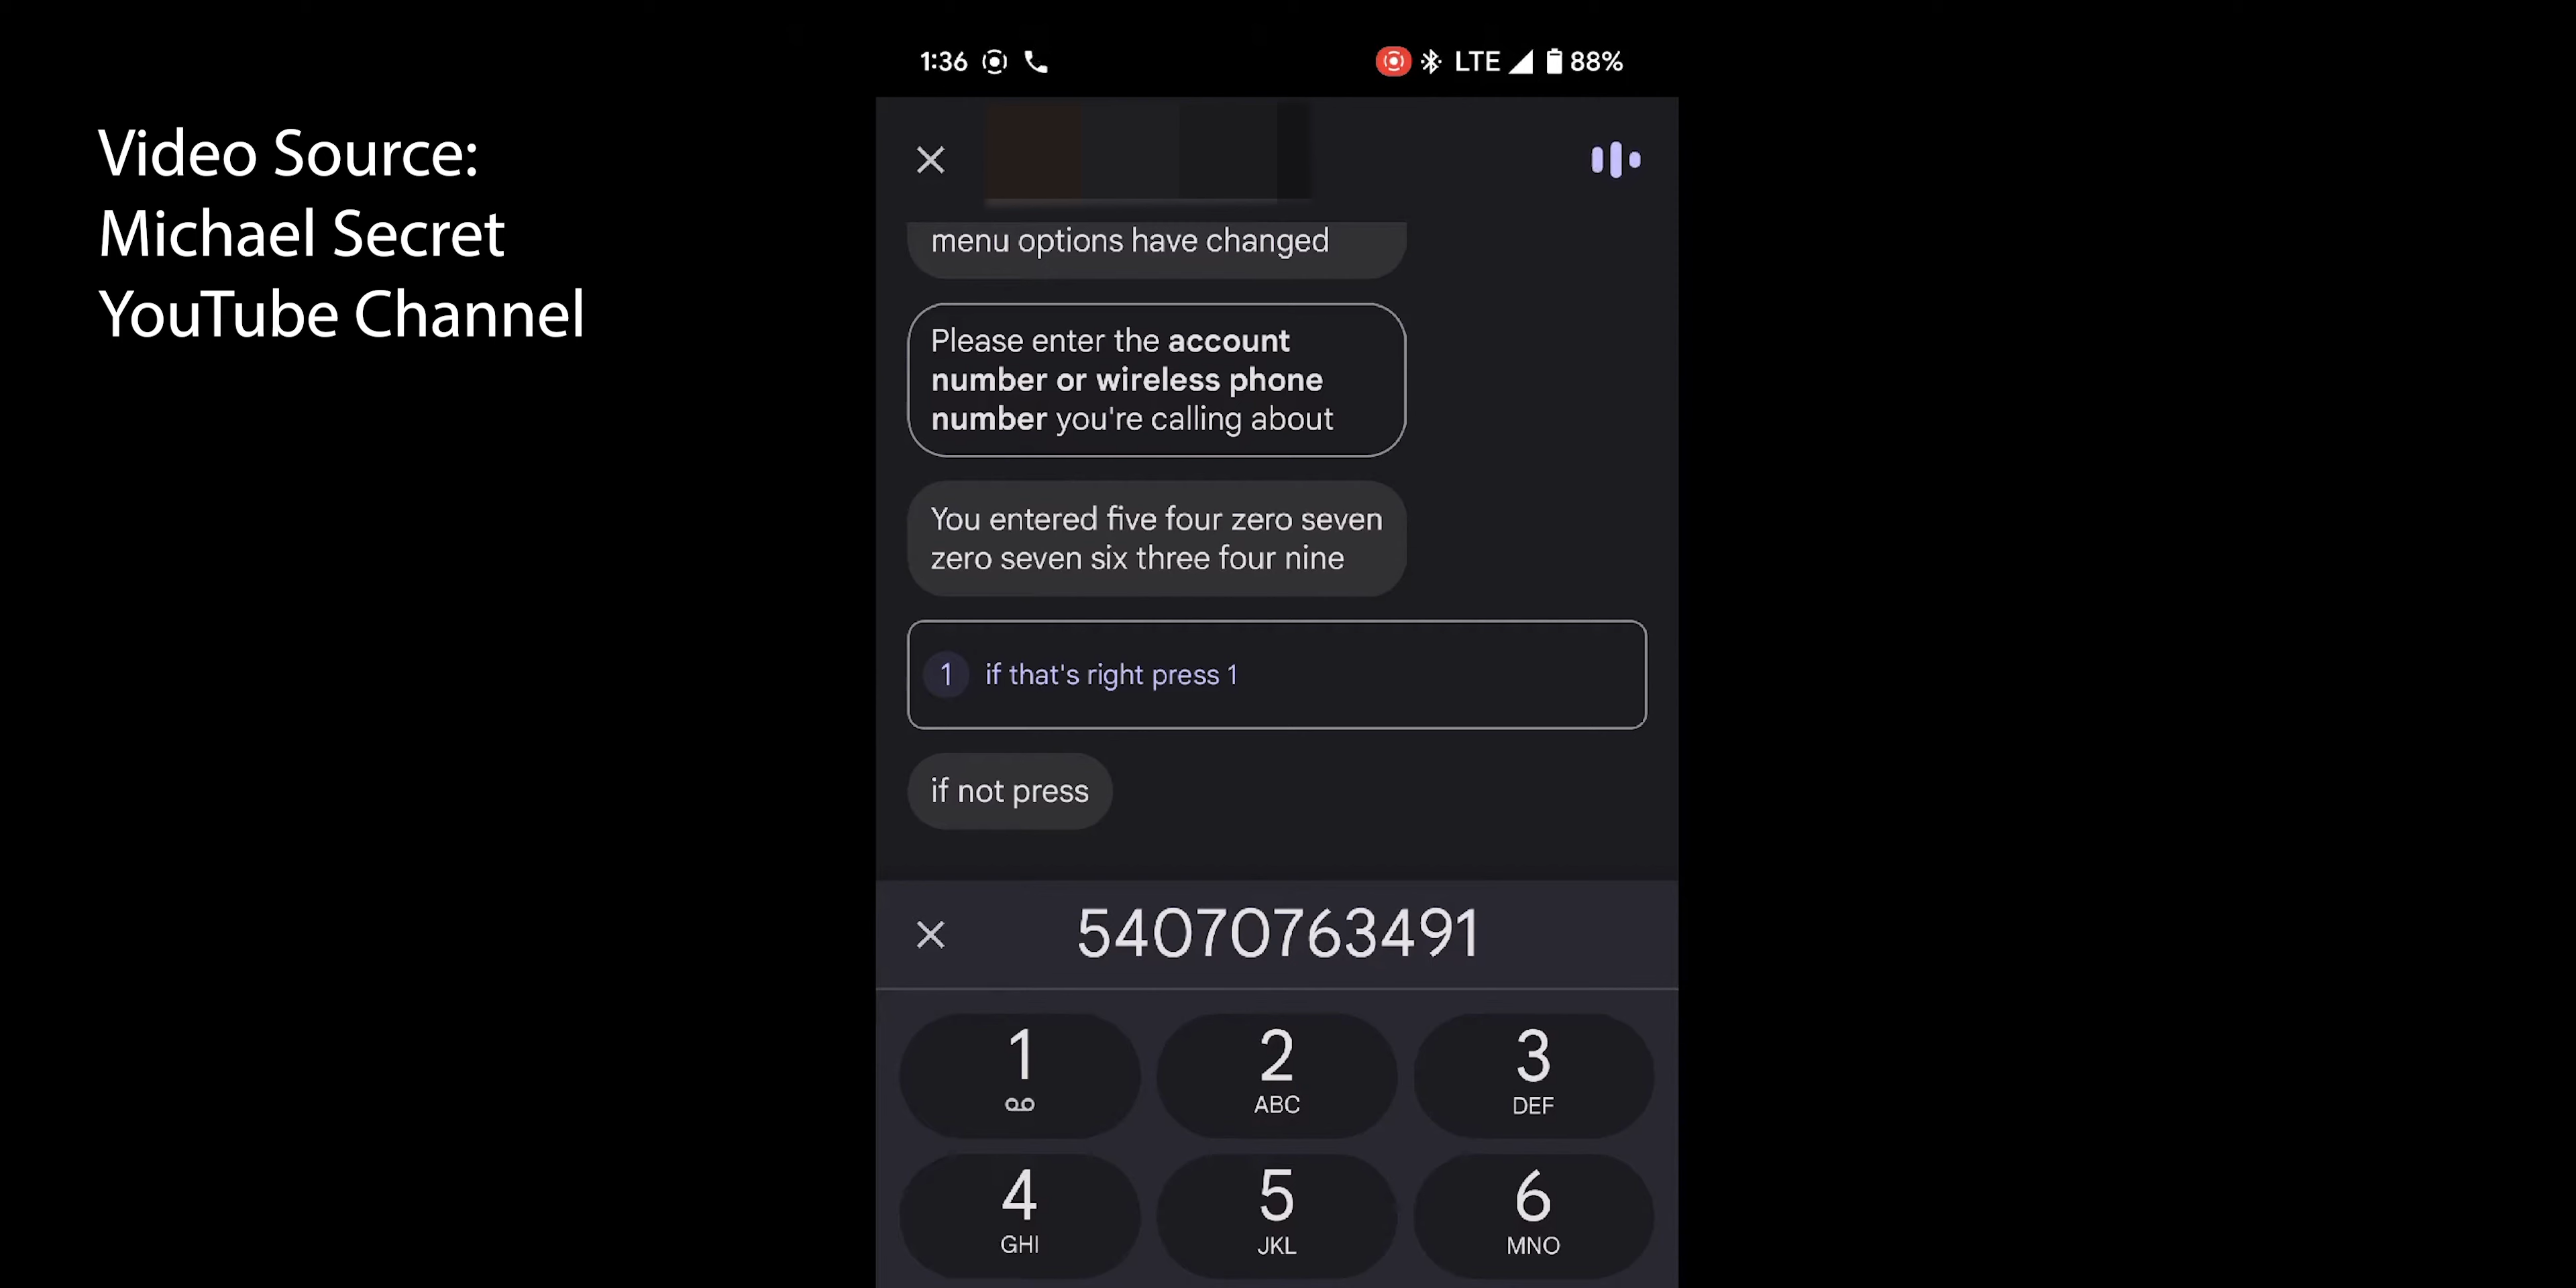 Video Source:
Michael Secret
YouTube Channel
1:36 LTE 88%
menu options have changed
Please enter the account
number or wireless phone
number you're calling about
You entered five four zero seven
zero seven six three four nine
1 if that's right press 1
if not press
54070763491
1 2 3
ABC DEF
4 5 6
GHI JKL MNO